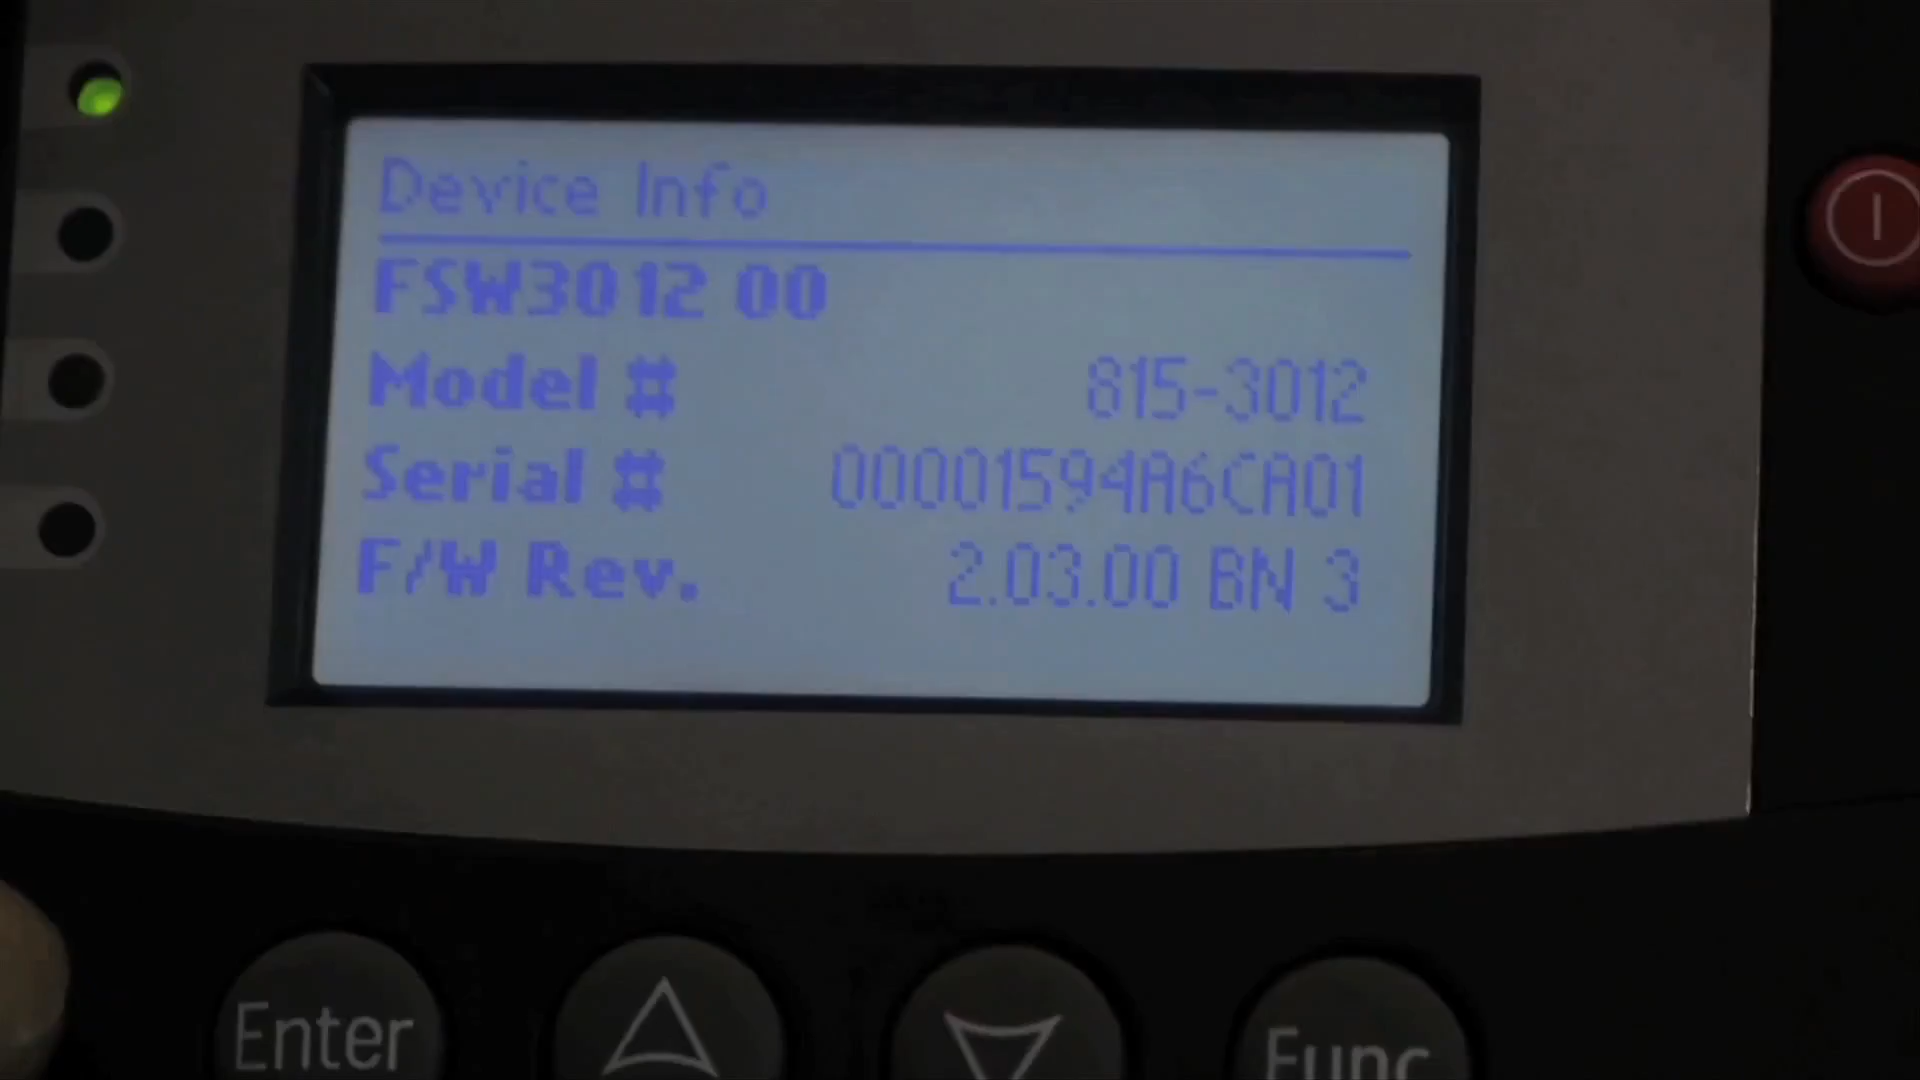 Device Info
FSW3012 00
Model # 815-3012
Serial # 00001594A6CA01
F/W Rev. 2.03.00 BN 3
Enter
Func